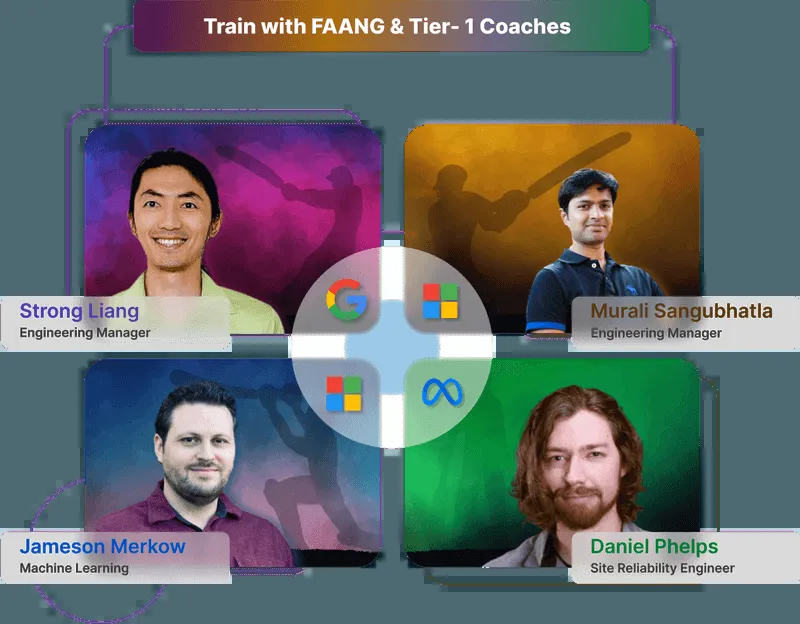 Train with FAANG & Tier- 1 Coaches
Strong Liang
Engineering Manager
Murali Sangubhatla
Engineering Manager
Jameson Merkow
Machine Learning
Daniel Phelps
Site Reliability Engineer